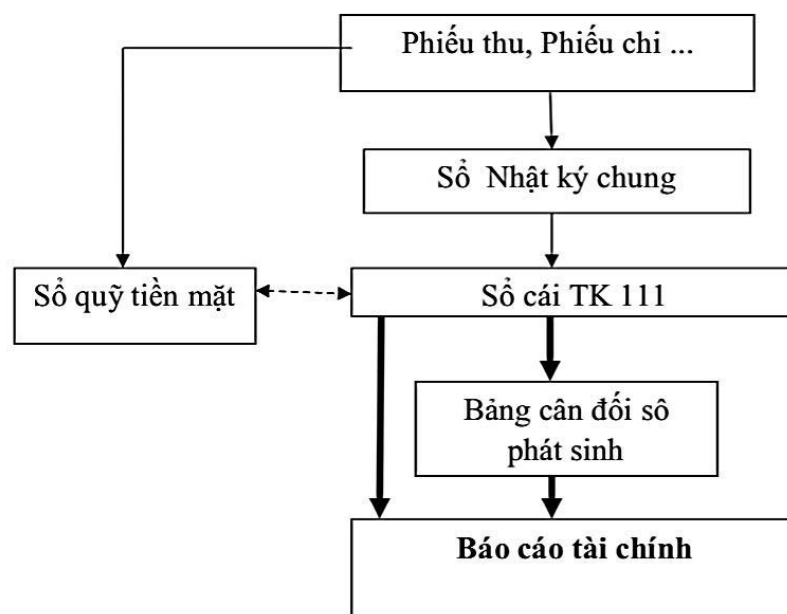 Phiếu thu, Phiếu chi ...
Sổ Nhật ký chung
Sổ quỹ tiền mặt
Sổ cái TK 111
Bảng cân đối sô
phát sinh
Báo cáo tài chính